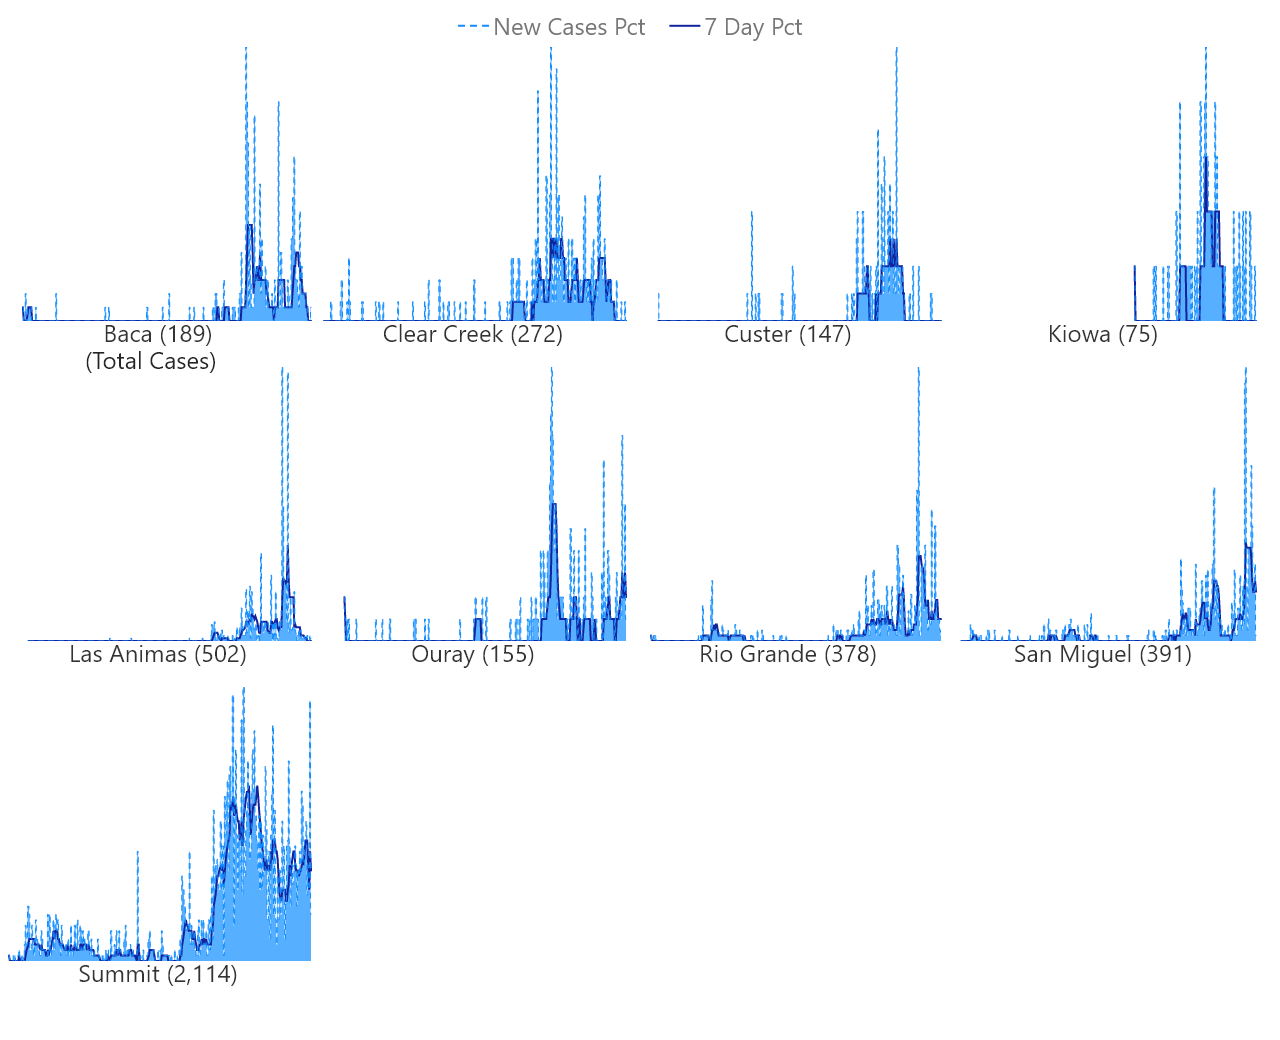 New Cases Pct 7 Day Pct
Baca (189) Clear Creek (272) Custer (147) Kiowa (75)
(Total Cases)
Las Animas (502) Ouray (155) Rio Grande (378) San Miguel (391)
Summit (2,114)